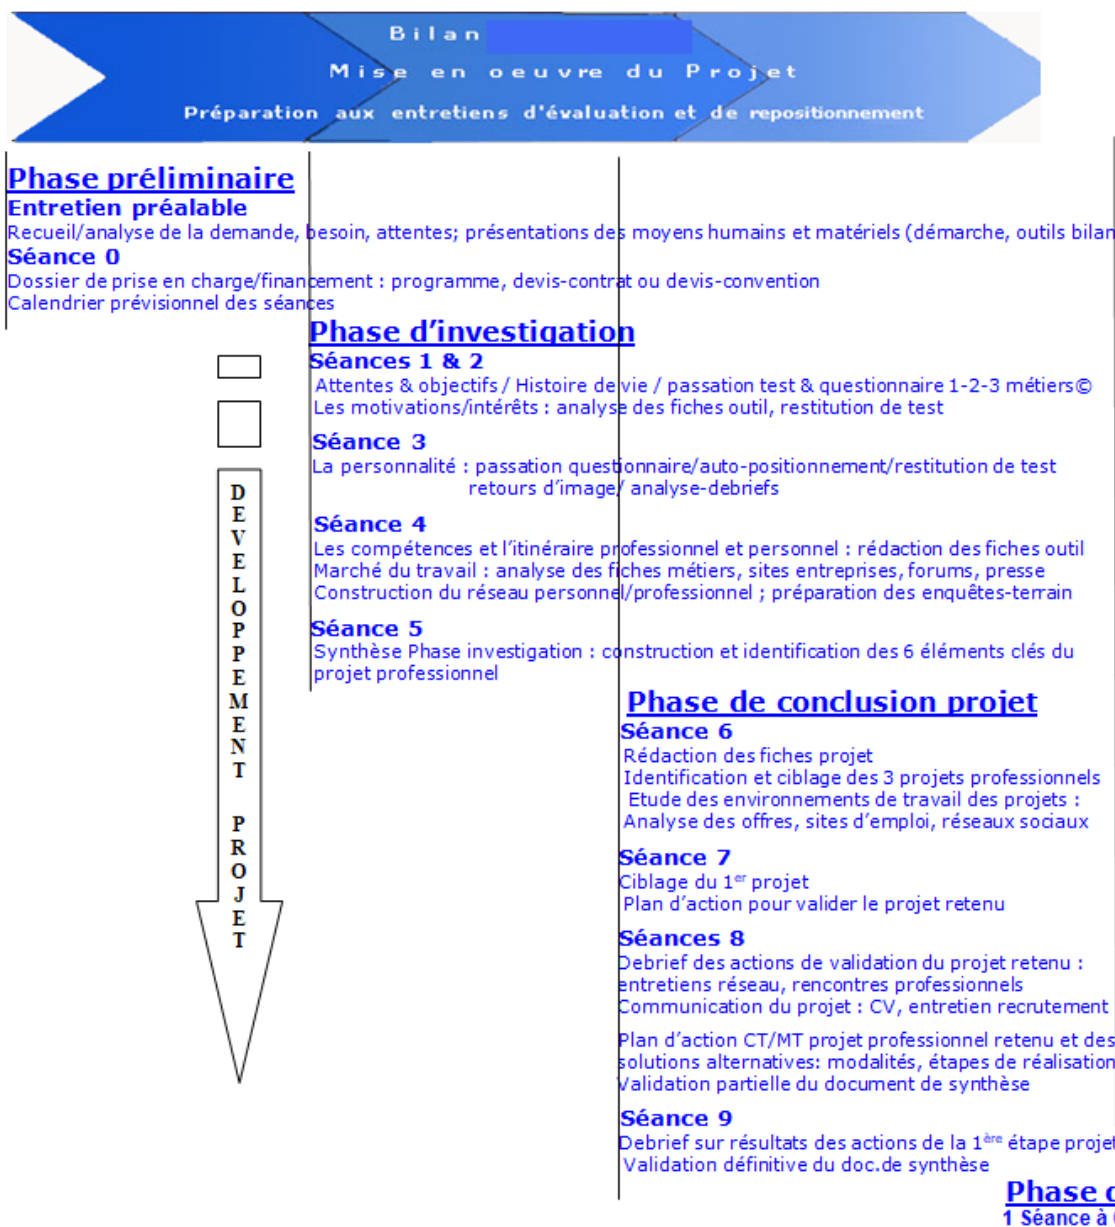 Bilan
Mise en oeuvre du Projet
Préparation aux entretiens d'évaluation et de repositionnement
Phase préliminaire
Entretien préalable
Recueil/analyse de la demande, besoin, attentes; présentations des moyens humains et matériels (démarche, outils bilan
Séance 0
Dossier de prise en charge/financement : programme, devis-contrat ou devis-convention
Calendrier prévisionnel des séances
Phase d’investigation
Séances 1 & 2
Attentes & objectifs / Histoire de vie / passation test & questionnaire 1-2-3 métiers©
Les motivations/intérêts : analyse des fiches outil, restitution de test
Séance 3
La personnalité : passation questionnaire/auto-positionnement/restitution de test
retours d’image/ analyse-debriefs
Séance 4
Les compétences et l’itinéraire professionnel et personnel : rédaction des fiches outil
Marché du travail : analyse des fiches métiers, sites entreprises, forums, presse
Construction du réseau personnel/professionnel ; préparation des enquêtes-terrain
Séance 5
Synthèse Phase investigation : construction et identification des 6 éléments clés du
projet professionnel
DEVELOPPEMENT PROJET
Phase de conclusion projet
Séance 6
Rédaction des fiches projet
Identification et ciblage des 3 projets professionnels
Etude des environnements de travail des projets :
Analyse des offres, sites d’emploi, réseaux sociaux
Séance 7
Ciblage du 1er projet
Plan d’action pour valider le projet retenu
Séances 8
Debrief des actions de validation du projet retenu :
entretiens réseau, rencontres professionnels
Communication du projet : CV, entretien recrutement
Plan d’action CT/MT projet professionnel retenu et des
solutions alternatives: modalités, étapes de réalisation
Validation partielle du document de synthèse
Séance 9
Debrief sur résultats des actions de la 1ère étape projet
Validation définitive du doc.de synthèse
Phase
1 Séance à